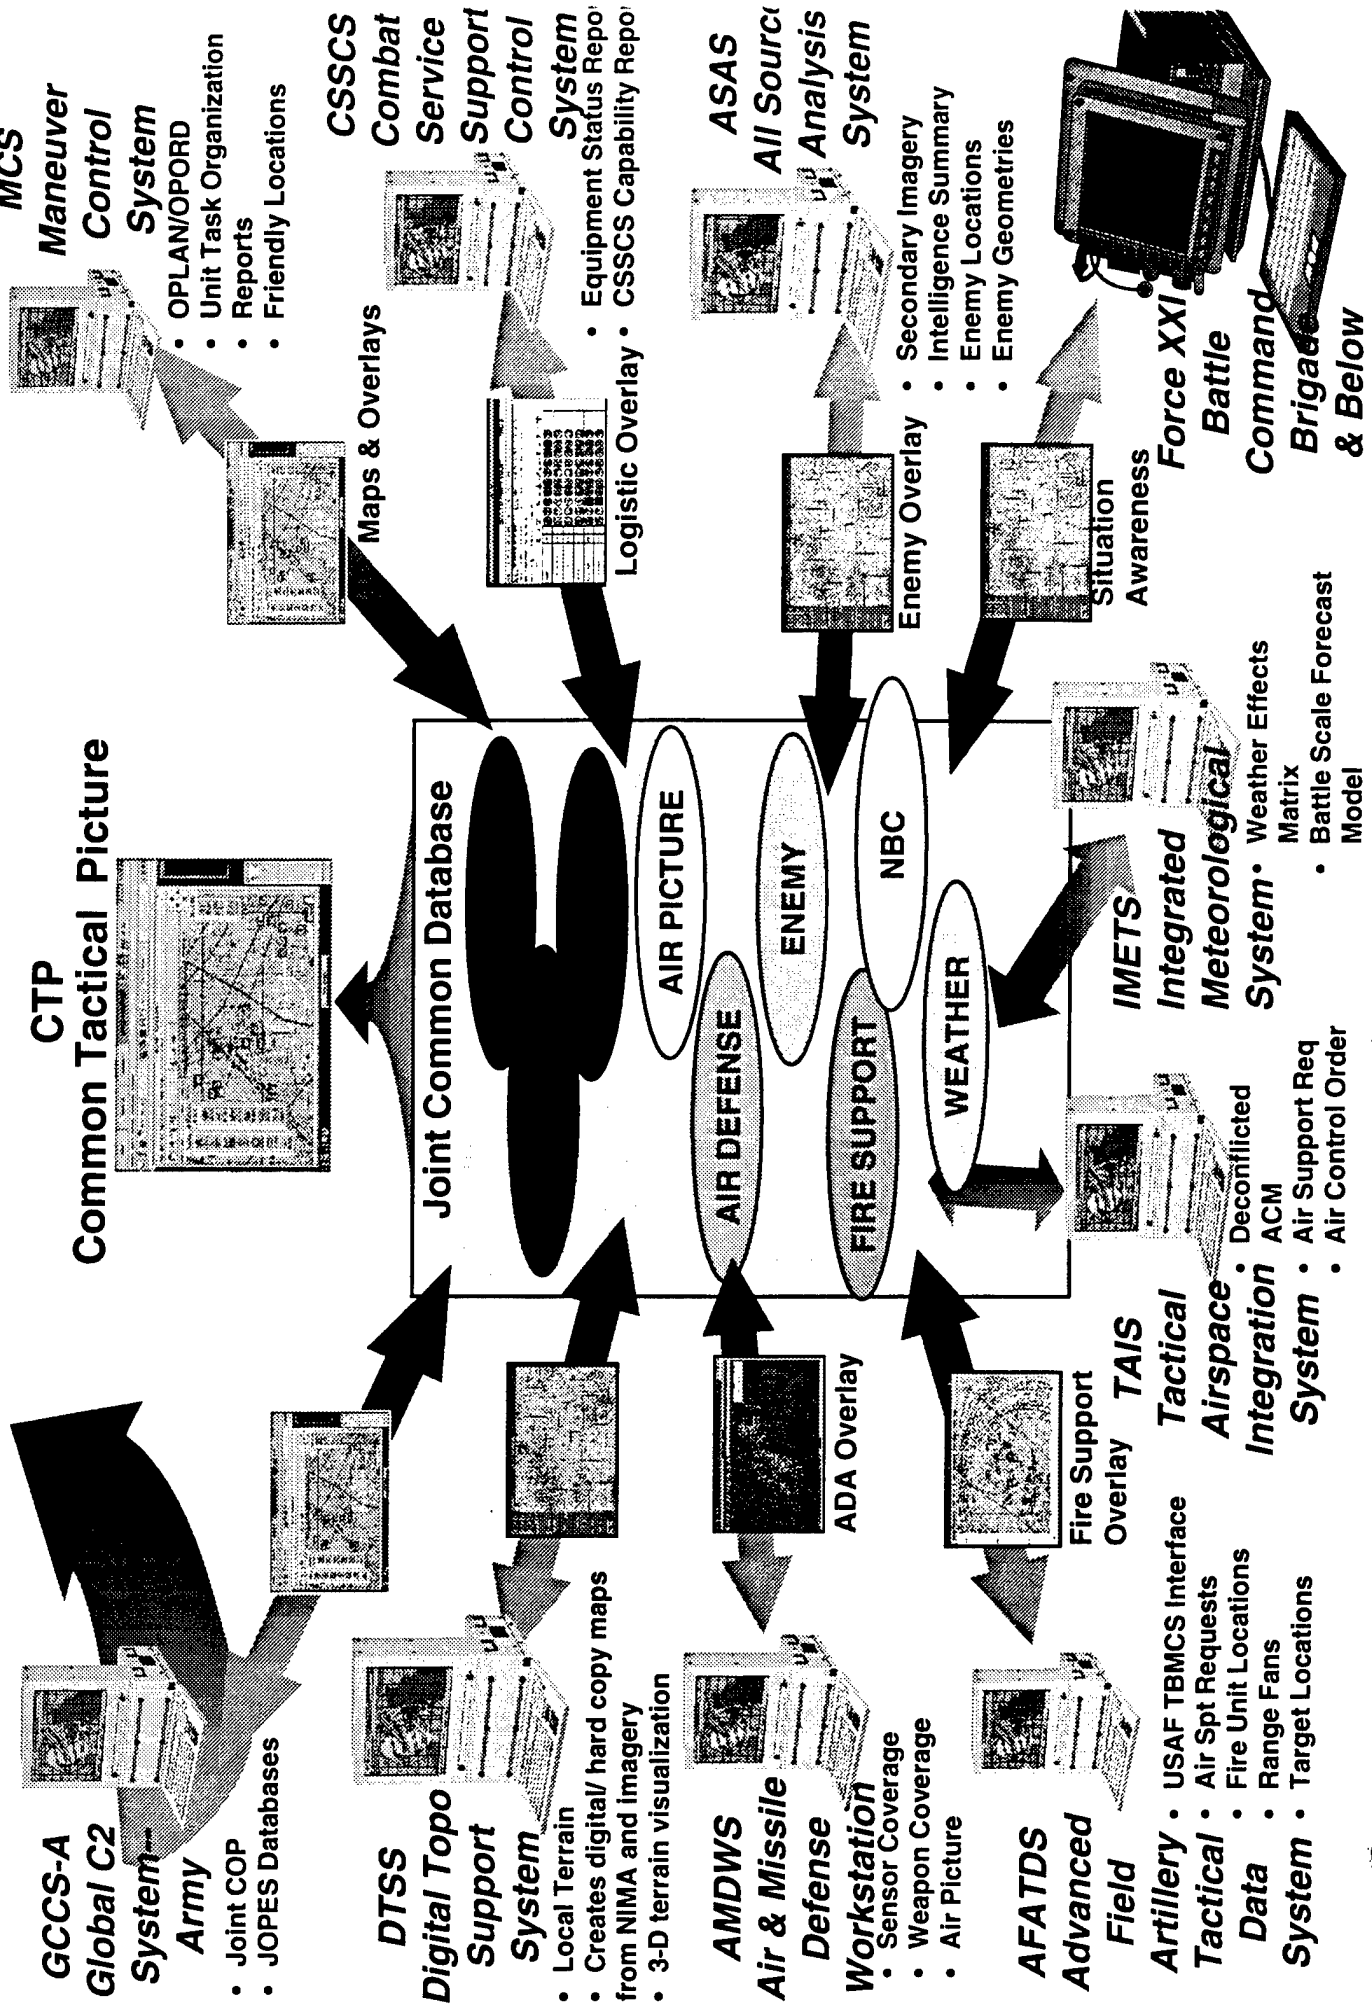 CTP
Common Tactical Picture
GCCS-A
Global C2
System--
Army
• Joint COP
• JOPES Databases
DTSS
Digital Topo
Support
System
• Local Terrain
• Creates digital/ hard copy maps
from NIMA and imagery
• 3-D terrain visualization
AMDWS
Air & Missile
Defense
Workstation
• Sensor Coverage
• Weapon Coverage
• Air Picture
ADA Overlay
AFATDS
Advanced
Field
Artillery
Tactical
Data
System
• USAF TBMCS Interface
• Air Spt Requests
• Fire Unit Locations
• Range Fans
• Target Locations
Fire Support
Overlay
Joint Common Database
AIR PICTURE
AIR DEFENSE
ENEMY
FIRE SUPPORT
NBC
WEATHER
TAIS
Tactical
Airspace
Integration
System
• Deconflicted
ACM
• Air Support Req
• Air Control Order
IMETS
Integrated
Meteorological
System
• Weather Effects
Matrix
• Battle Scale Forecast
Model
MCS
Maneuver
Control
System
• OPLAN/OPORD
• Unit Task Organization
• Reports
• Friendly Locations
Maps & Overlays
CSSCS
Combat
Service
Support
Control
System
• Equipment Status Repo
• CSSCS Capability Repo
Logistic Overlay
ASAS
All Source
Analysis
System
• Secondary Imagery
• Intelligence Summary
• Enemy Locations
• Enemy Geometries
Enemy Overlay
Situation
Awareness
Force XXI
Battle
Command
Brigade
& Below